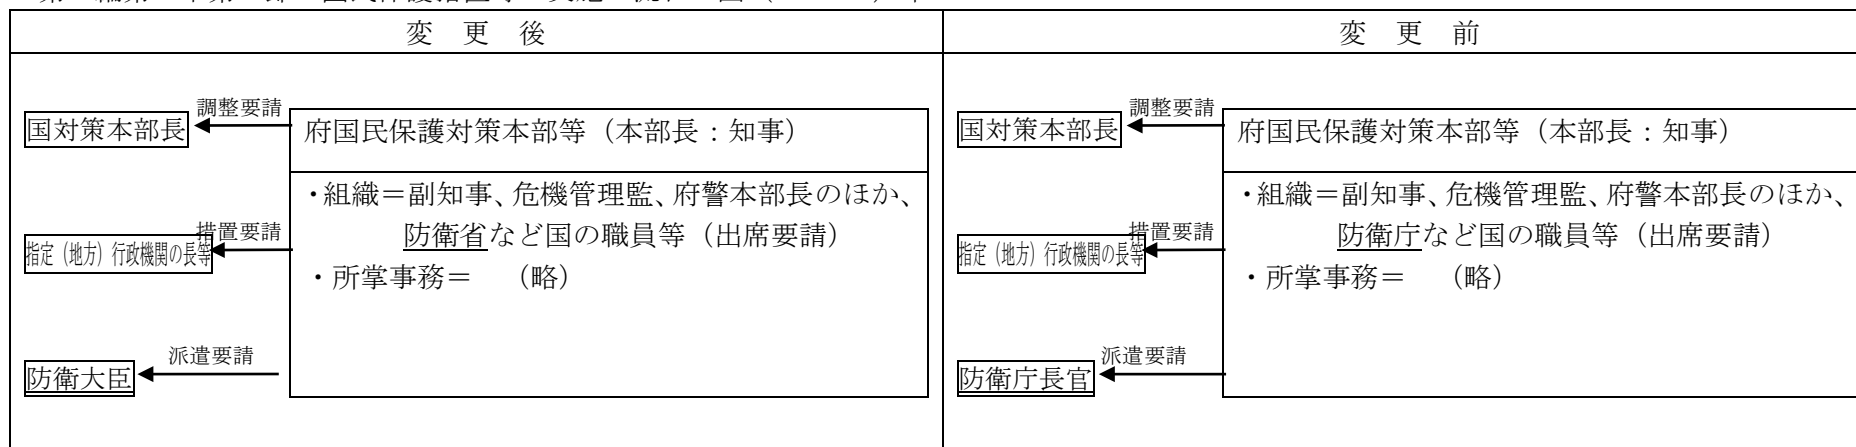 変 更 後
調整要請
国対策本部長
府国民保護対策本部等（本部長：知事）
・組織＝副知事、危機管理監、府警本部長のほか、
措置要請
防衛省など国の職員等（出席要請）
指定（地方）行政機関の長等
・所掌事務＝　（略）
派遣要請
防衛大臣
変 更 前
調整要請
国対策本部長
府国民保護対策本部等（本部長：知事）
・組織＝副知事、危機管理監、府警本部長のほか、
措置要請
防衛庁など国の職員等（出席要請）
指定（地方）行政機関の長等
・所掌事務＝　（略）
派遣要請
防衛庁長官